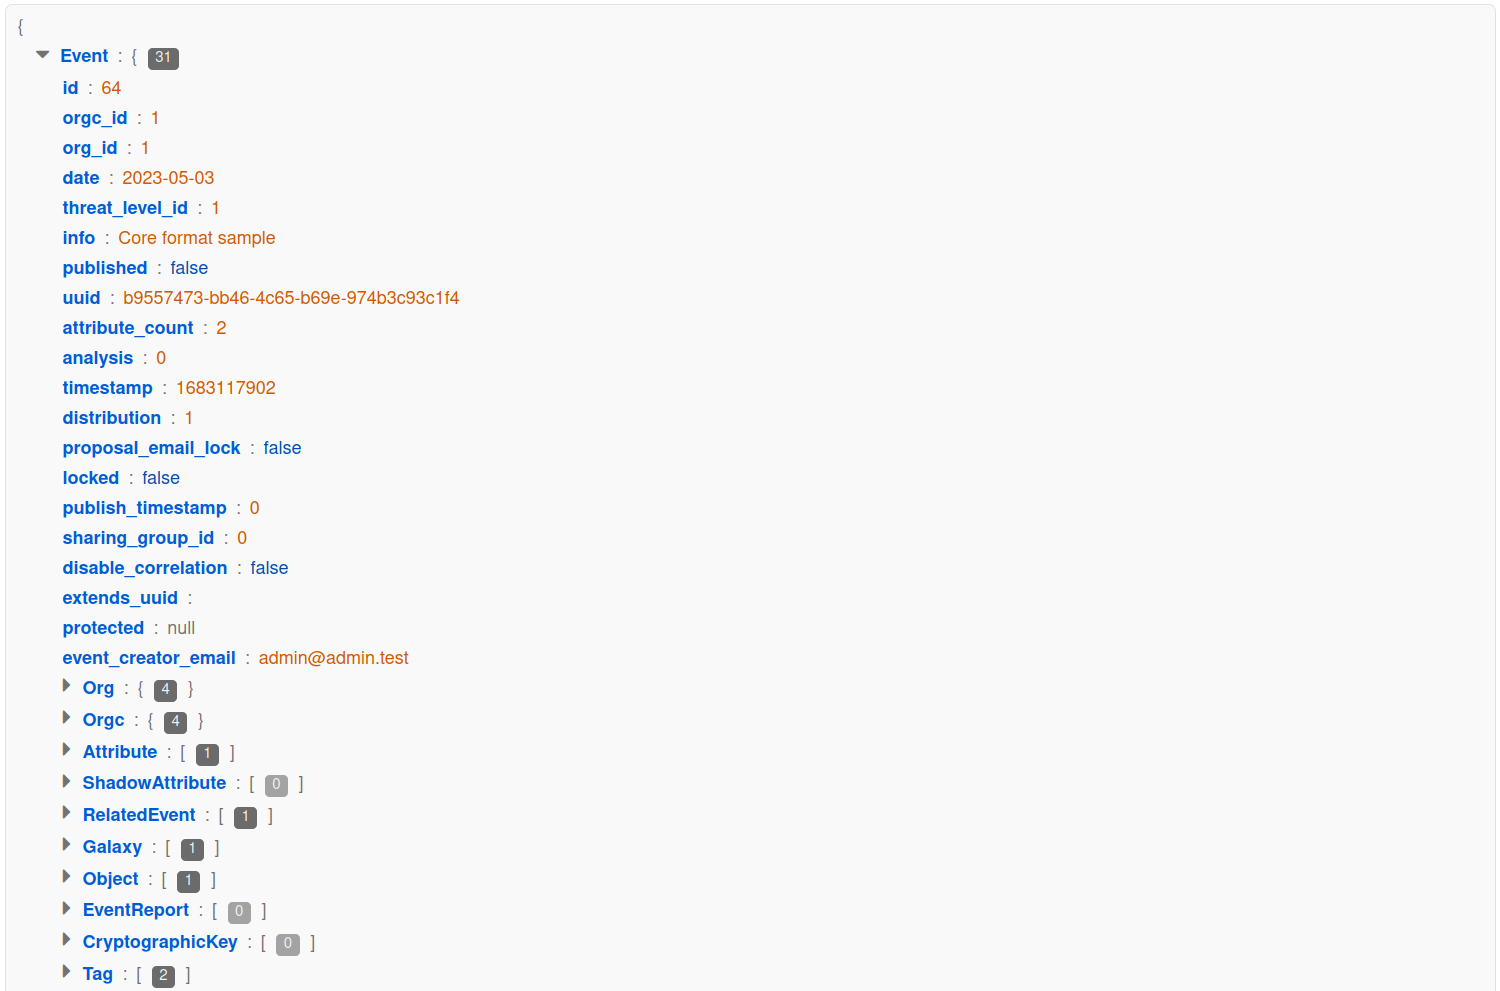 {
Event : { 31
id : 64
orgc_id : 1
org_id : 1
date : 2023-05-03
threat_level_id : 1
info : Core format sample
published : false
uuid : b9557473-bb46-4c65-b69e-974b3c93c1f4
attribute_count : 2
analysis : 0
timestamp : 1683117902
distribution : 1
proposal_email_lock : false
locked : false
publish_timestamp : 0
sharing_group_id : 0
disable_correlation : false
extends_uuid :
protected : null
event_creator_email : admin@admin.test
Org : { 4 }
Orgc : { 4 }
Attribute : [ 1 ]
ShadowAttribute : [ 0 ]
RelatedEvent : [ 1 ]
Galaxy : [ 1 ]
Object : [ 1 ]
EventReport : [ 0 ]
CryptographicKey : [ 0 ]
Tag : [ 2 ]